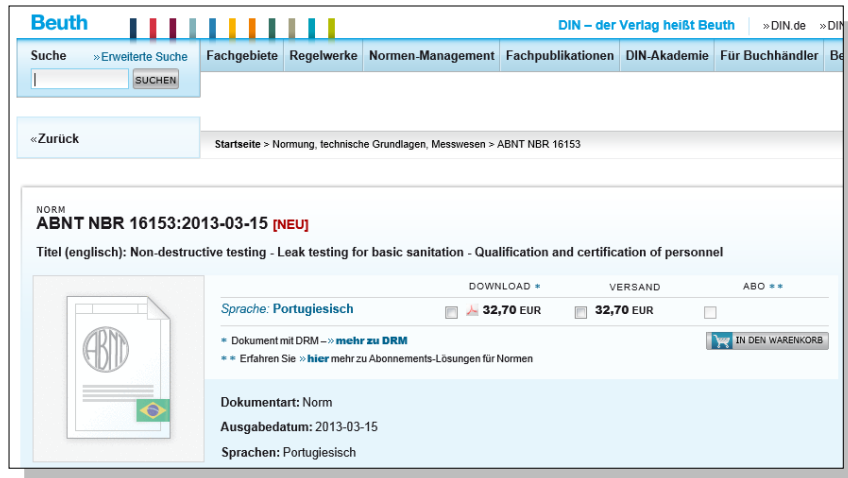 Beuth
DIN – der Verlag heißt Beuth
»DIN.de
Suche
»Erweiterte Suche
Fachgebiete Regelwerke Normen-Management Fachpublikationen DIN-Akademie Für Buchhändler
SUCHEN
«Zurück
Startseite > Normung, technische Grundlagen, Messwesen > ABNT NBR 16153
NORM
ABNT NBR 16153:2013-03-15 [NEU]
Titel (englisch): Non-destructive testing - Leak testing for basic sanitation - Qualification and certification of personnel
DOWNLOAD * VERSAND ABO **
Sprache: Portugiesisch 32,70 EUR 32,70 EUR
* Dokument mit DRM –» mehr zu DRM
IN DEN WARENKORB
** Erfahren Sie »hier mehr zu Abonnements-Lösungen für Normen
ABNT
Dokumentart: Norm
Ausgabedatum: 2013-03-15
Sprachen: Portugiesisch